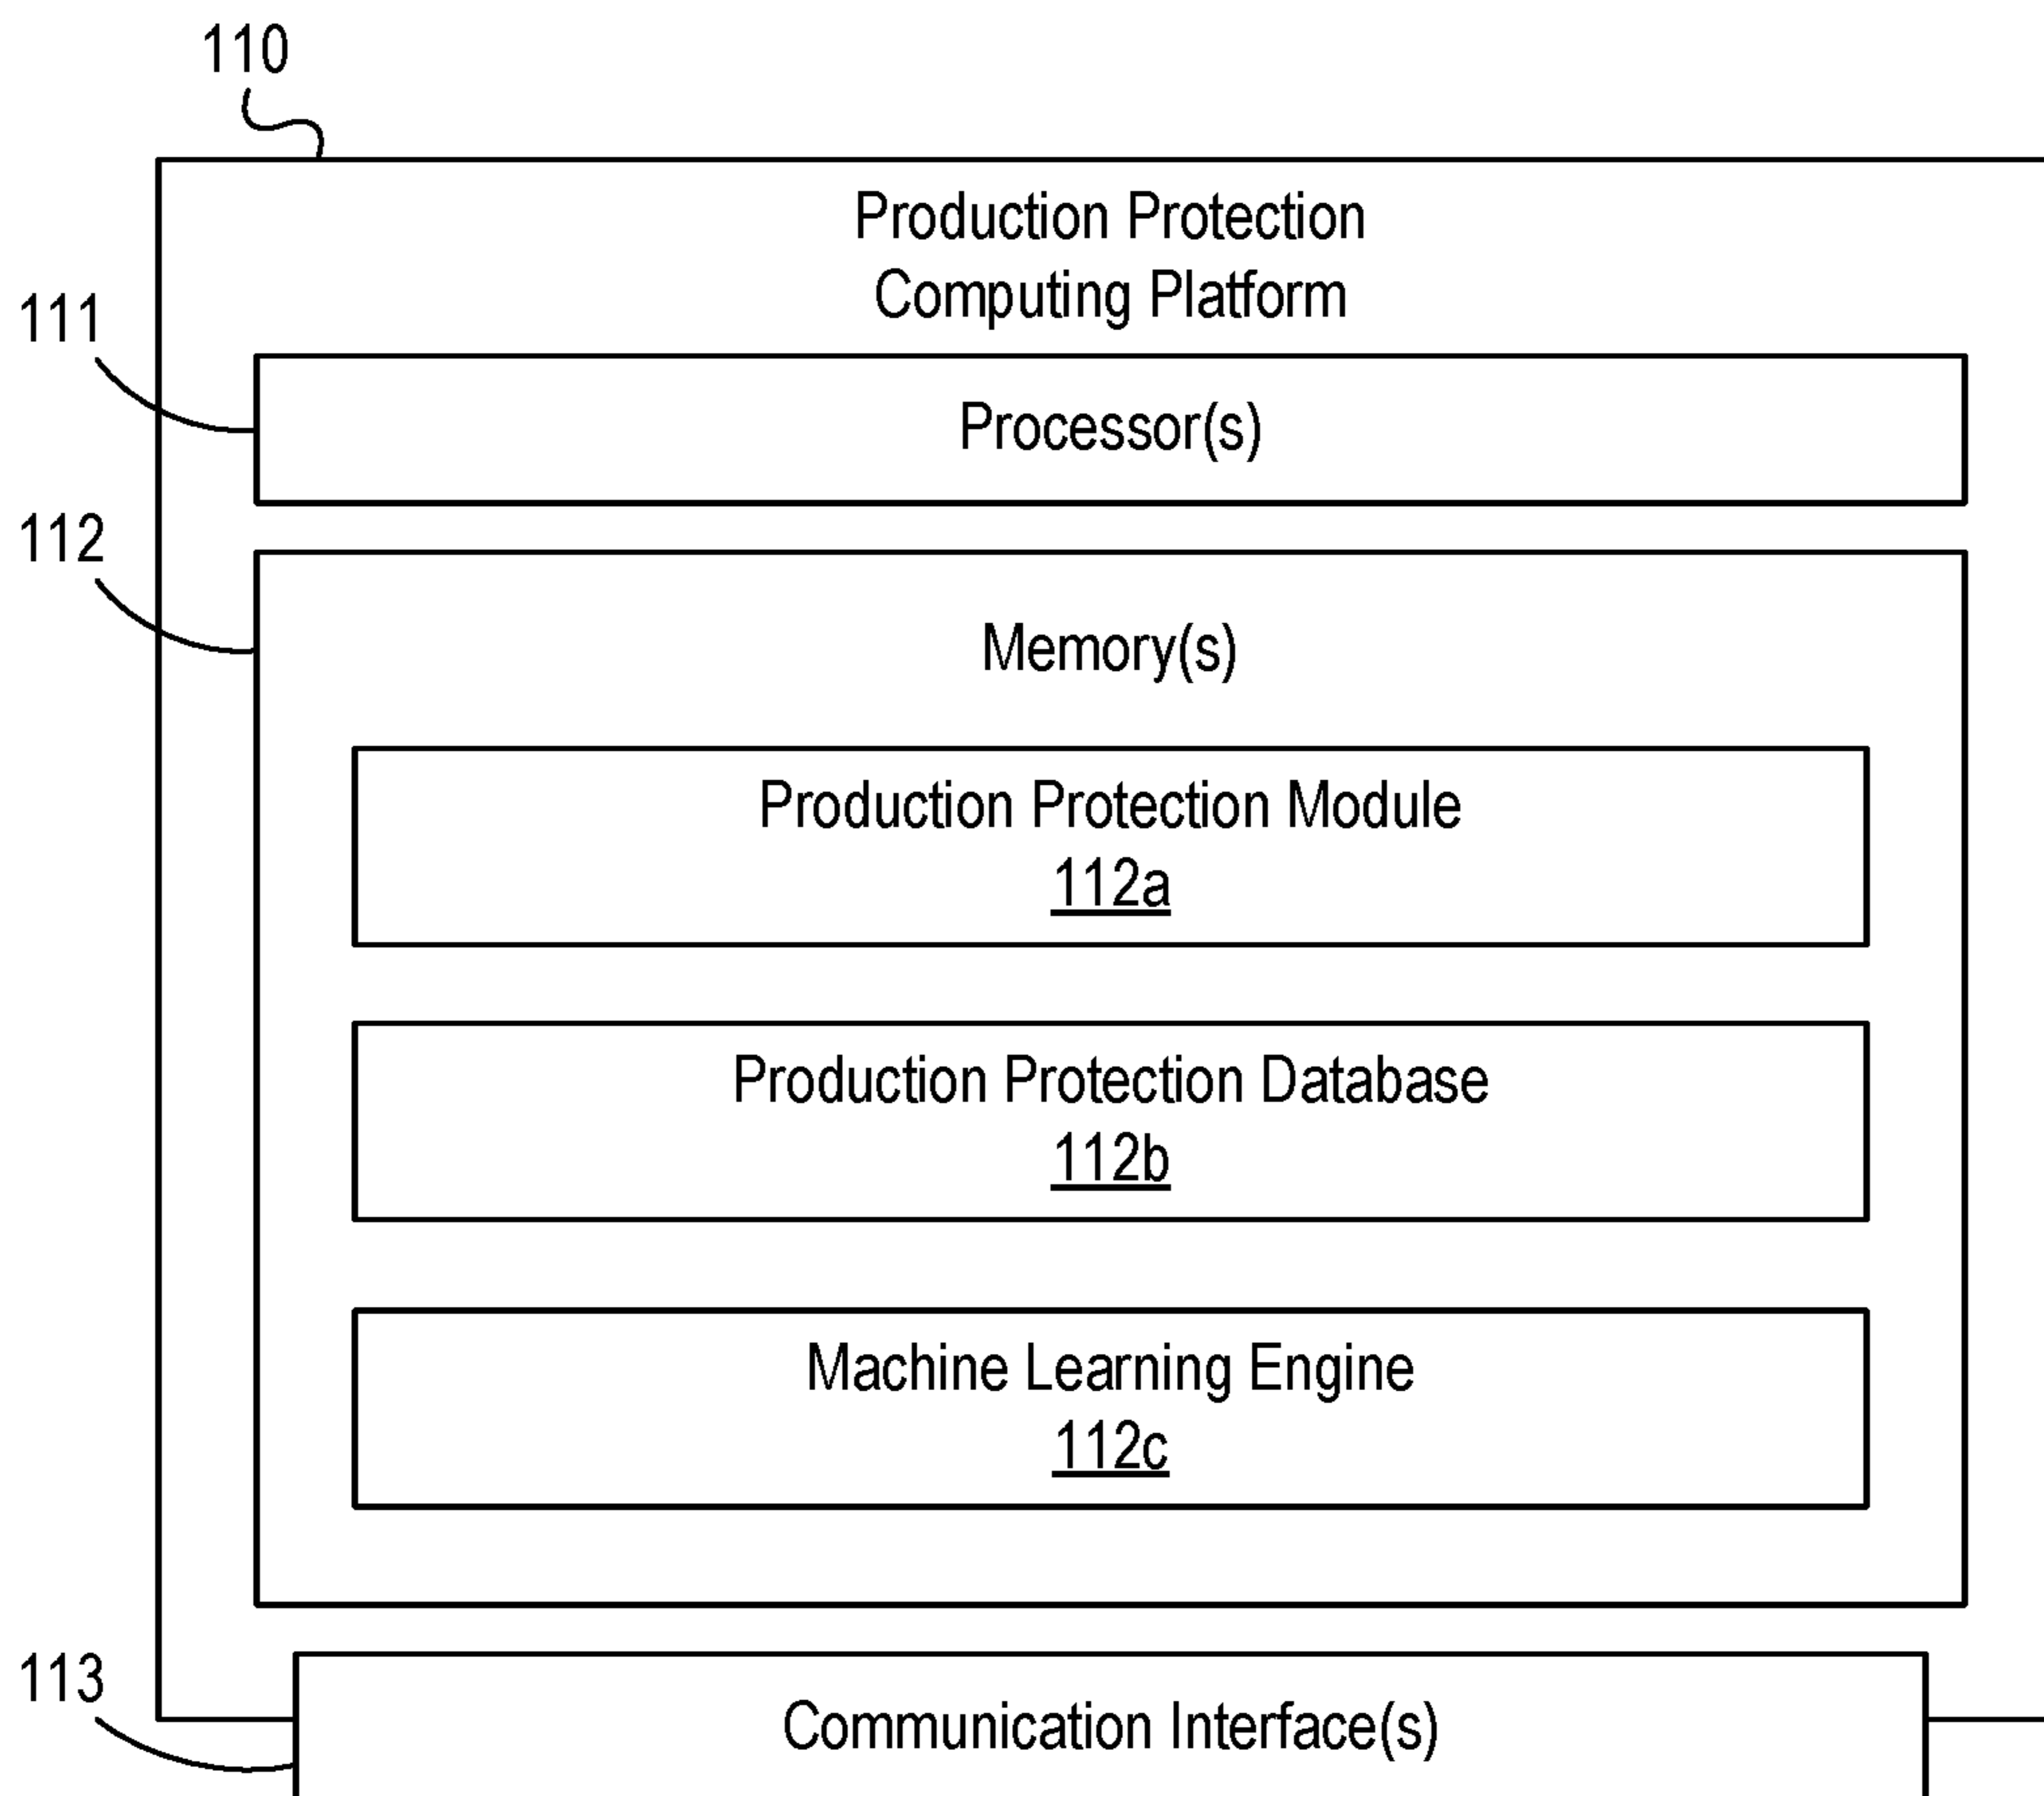 110
Production Protection
Computing Platform
111
Processor(s)
112
Memory(s)
Production Protection Module
112a
Production Protection Database
112b
Machine Learning Engine
112c
113
Communication Interface(s)